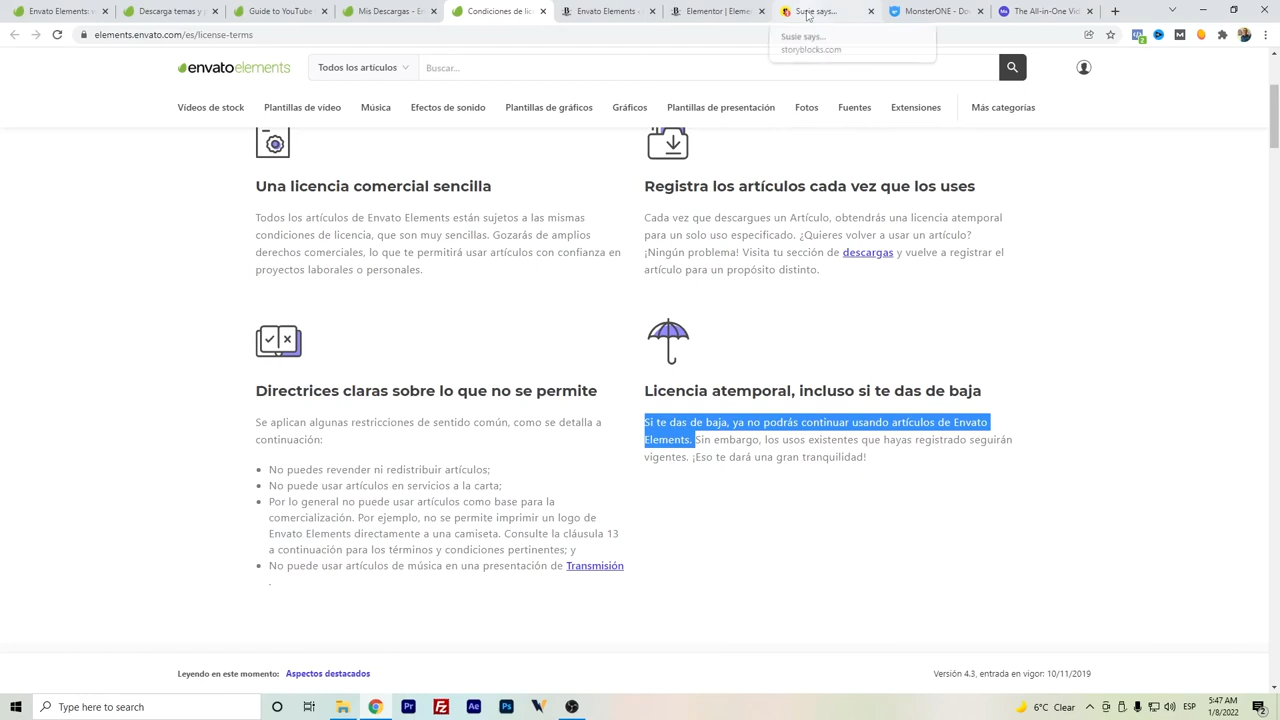 Guide to YouTube
Condiciones de l
Elementor
Elementor
Susie says...
MonsterONE - Do
The All-in-One Vid
elements.envato.com/es/license-terms
Susie says...
storyblocks.com
envatoelements
Todos los artículos
Buscar...
Vídeos de stock
Plantillas de vídeo
Música
Efectos de sonido
Plantillas de gráficos
Gráficos
Plantillas de presentación
Fotos
Fuentes
Extensiones
Más categorías
Una licencia comercial sencilla
Todos los artículos de Envato Elements están sujetos a las mismas
condiciones de licencia, que son muy sencillas. Gozarás de amplios
derechos comerciales, lo que te permitirá usar artículos con confianza en
proyectos laborales o personales.
Registra los artículos cada vez que los uses
Cada vez que descargues un Artículo, obtendrás una licencia atemporal
para un solo uso especificado. ¿Quieres volver a usar un artículo?
¡Ningún problema! Visita tu sección de descargas y vuelve a registrar el
artículo para un propósito distinto.
Directrices claras sobre lo que no se permite
Se aplican algunas restricciones de sentido común, como se detalla a
continuación:
No puedes revender ni redistribuir artículos;
No puede usar artículos en servicios a la carta;
Por lo general no puede usar artículos como base para la
comercialización. Por ejemplo, no se permite imprimir un logo de
Envato Elements directamente a una camiseta. Consulte la cláusula 13
a continuación para los términos y condiciones pertinentes; y
No puede usar artículos de música en una presentación de Transmisión
.
Licencia atemporal, incluso si te das de baja
Si te das de baja, ya no podrás continuar usando artículos de Envato
Elements. Sin embargo, los usos existentes que hayas registrado seguirán
vigentes. ¡Eso te dará una gran tranquilidad!
Leyendo en este momento: Aspectos destacados
Versión 4.3, entrada en vigor: 10/11/2019
Type here to search
Pr
Ae
Ps
6°C Clear
ESP
5:47 AM
1/8/2022